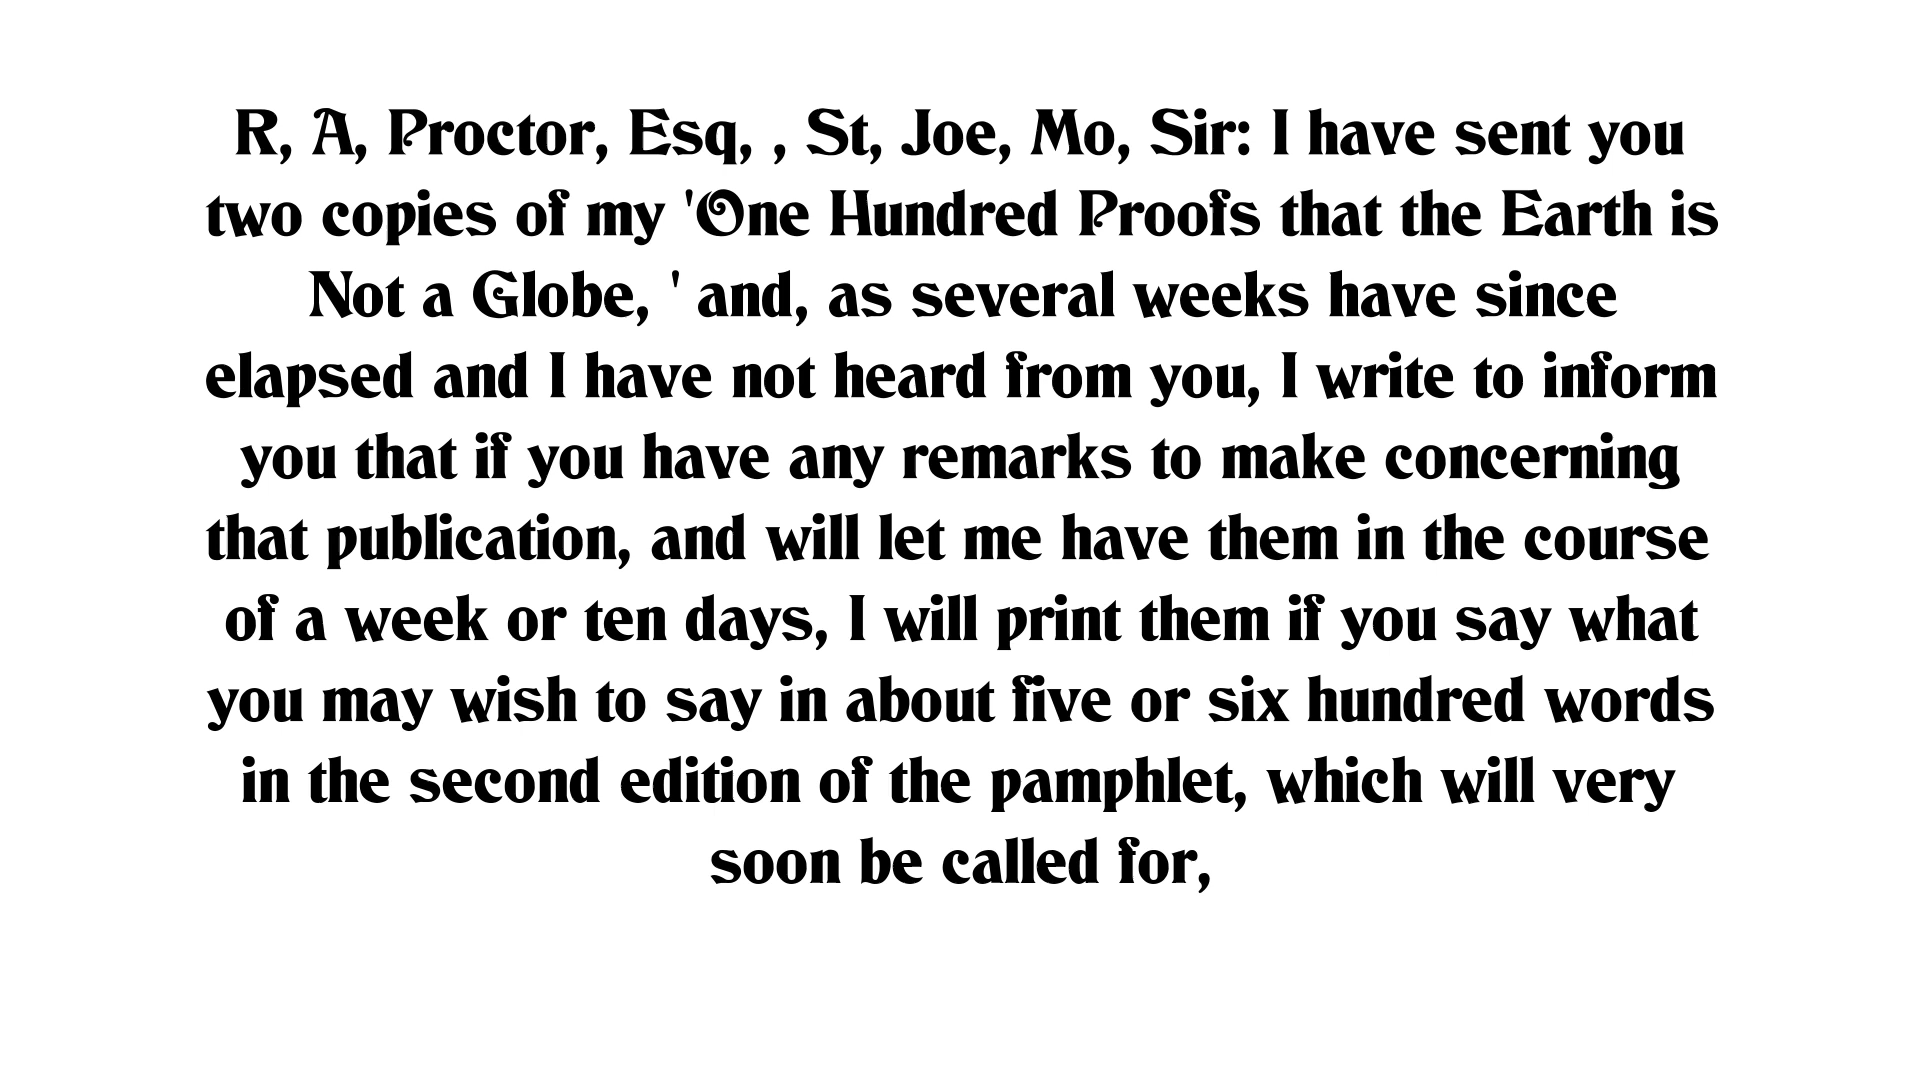 R, A, Proctor, Esq, , St, Joe, Mo, Sir: I have sent you
two copies of my 'One Hundred Proofs that the Earth is
Not a Globe, ' and, as several weeks have since
elapsed and I have not heard from you, I write to inform
you that if you have any remarks to make concerning
that publication, and will let me have them in the course
of a week or ten days, I will print them if you say what
you may wish to say in about five or six hundred words
in the second edition of the pamphlet, which will very
soon be called for,